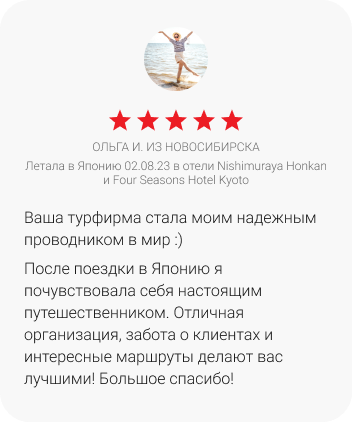 ОЛЬГА И. ИЗ НОВОСИБИРСКА
Летала в Японию 02.08.23 в отели Nishimuraya Honkan
и Four Seasons Hotel Kyoto
Ваша турфирма стала моим надежным
проводником в мир :)
После поездки в Японию я
почувствовала себя настоящим
путешественником. Отличная
организация, забота о клиентах и
интересные маршруты делают вас
лучшими! Большое спасибо!